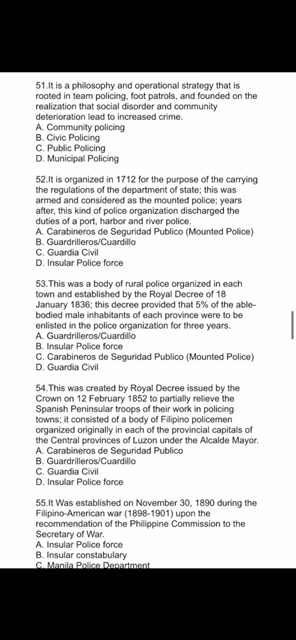 51.It is a philosophy and operational strategy that is
rooted in team policing, foot patrols, and founded on the
realization that social disorder and community
deterioration lead to increased crime.
A. Community policing
B. Civic Policing
C. Public Policing
D. Municipal Policing
52.It is organized in 1712 for the purpose of the carrying
the regulations of the department of state; this was
armed and considered as the mounted police; years
after, this kind of police organization discharged the
duties of a port, harbor and river police.
A. Carabineros de Seguridad Publico (Mounted Police)
B. Guardrilleros/Cuardillo
C. Guardia Civil
D. Insular Police force
53.This was a body of rural police organized in each
town and established by the Royal Decree of 18
January 1836; this decree provided that 5% of the able-
bodied male inhabitants of each province were to be
enlisted in the police organization for three years.
A. Guardrilleros/Cuardillo
B. Insular Police force
C. Carabineros de Seguridad Publico (Mounted Police)
D. Guardia Civil
54.This was created by Royal Decree issued by the
Crown on 12 February 1852 to partially relieve the
Spanish Peninsular troops of their work in policing
towns; it consisted of a body of Filipino policemen
organized originally in each of the provincial capitals of
the Central provinces of Luzon under the Alcalde Mayor.
A. Carabineros de Seguridad Publico
B. Guardrilleros/Cuardillo
C. Guardia Civil
D. Insular Police force
55.It Was established on November 30, 1890 during the
Filipino-American war (1898-1901) upon the
recommendation of the Philippine Commission to the
Secretary of War.
A. Insular Police force
B. Insular constabulary
C. Manila Police Department